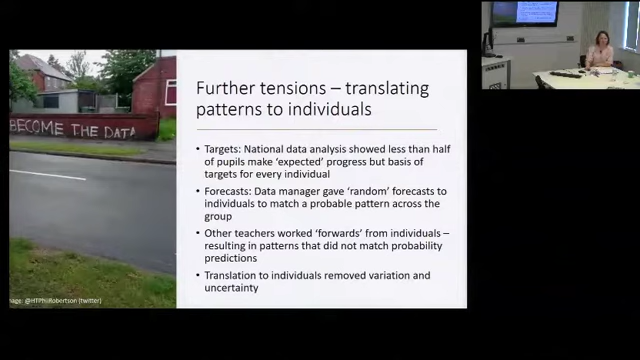 Further tensions – translating
patterns to individuals
BECOME THE DATA
• Targets: National data analysis showed less than half
of pupils make ‘expected’ progress but basis of
targets for every individual
• Forecasts: Data manager gave ‘random’ forecasts to
individuals to match a probable pattern across the
group
• Other teachers worked ‘forwards’ from individuals –
resulting in patterns that did not match probability
predictions
• Translation to individuals removed variation and
uncertainty
mage: @HTPhilRobertson (twitter)